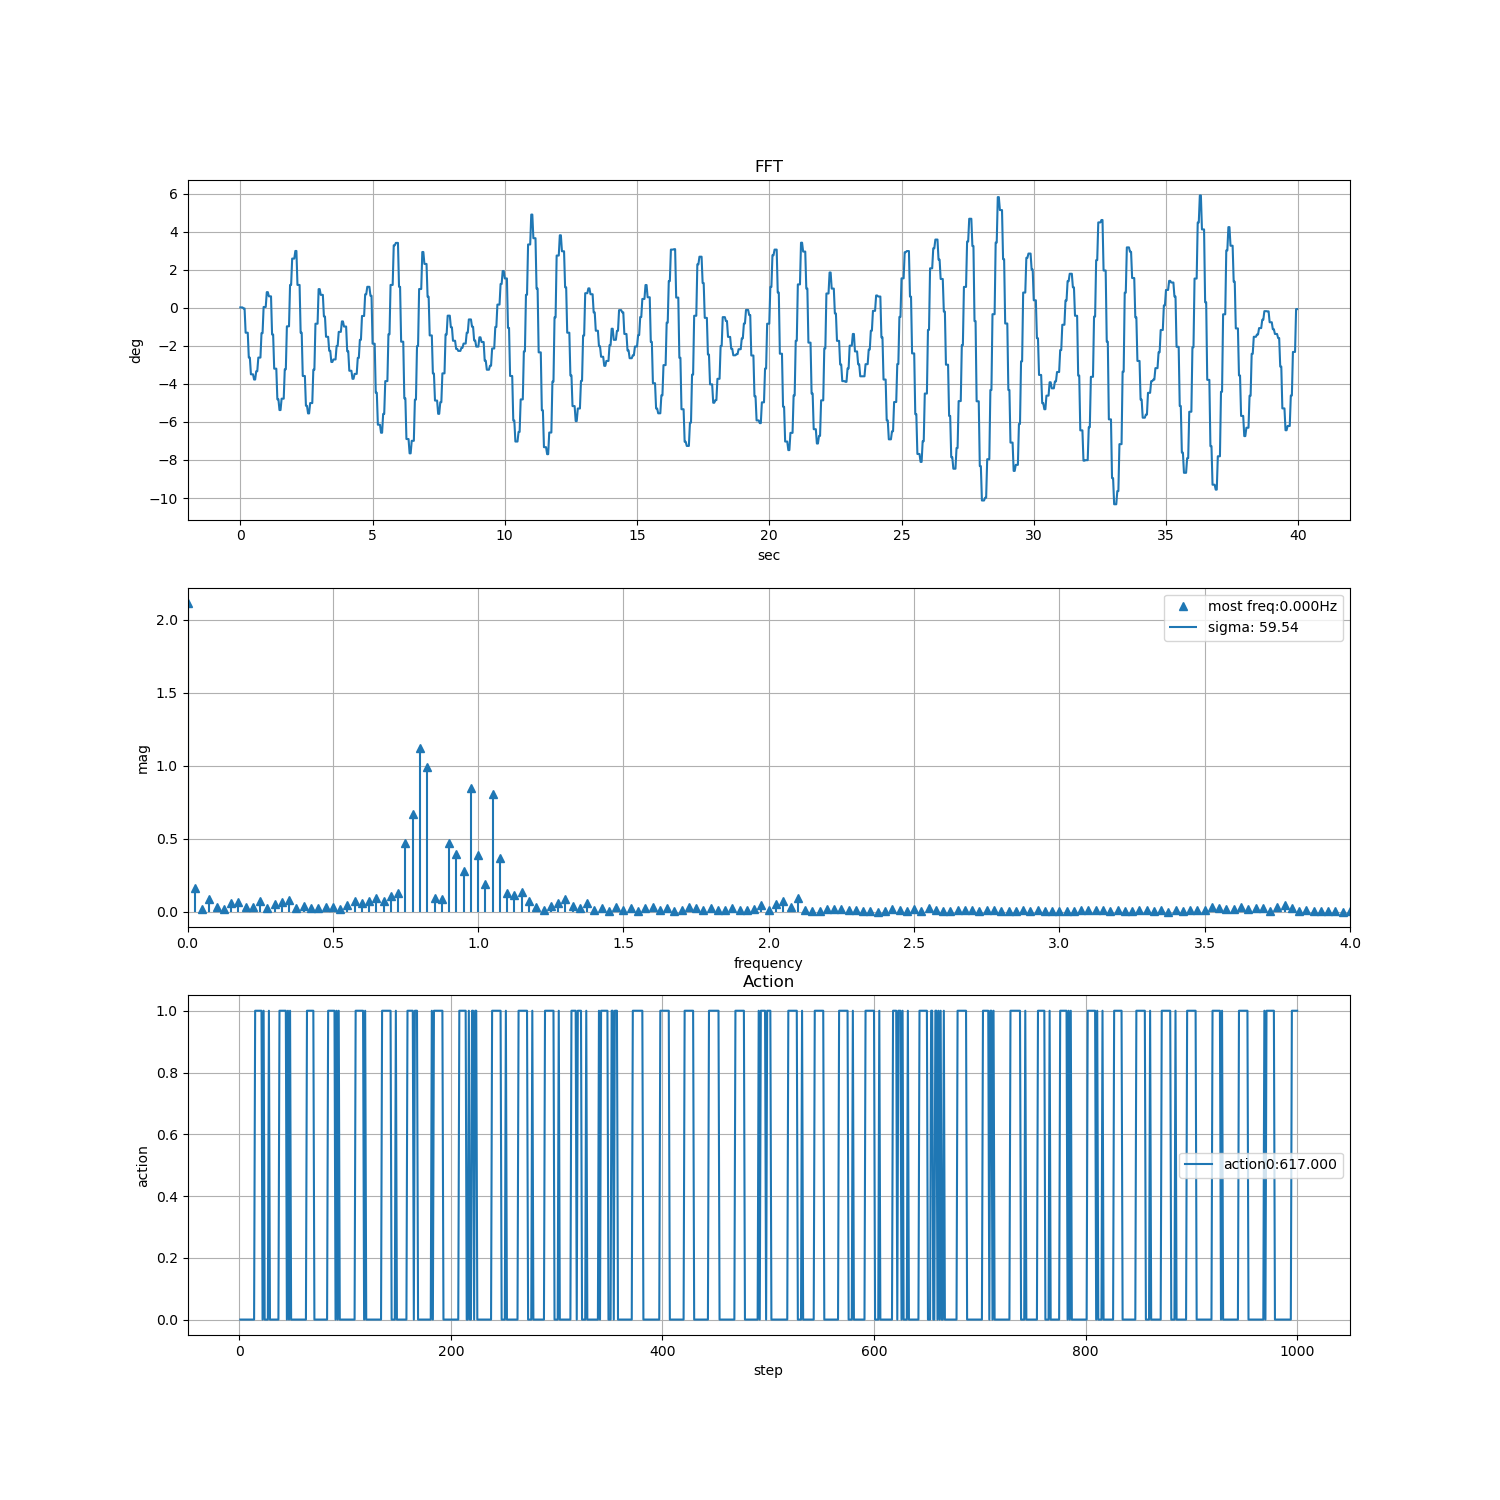 FFT
6
4
2
0
−2
−4
−6
−8
−10
deg
0 5 10 15 20 25 30 35 40
sec
2.0
1.5
1.0
0.5
0.0
mag
most freq:0.000Hz
sigma: 59.54
0.0 0.5 1.0 1.5 2.0 2.5 3.0 3.5 4.0
frequency
Action
1.0
0.8
0.6
0.4
0.2
0.0
action
action0:617.000
0 200 400 600 800 1000
step